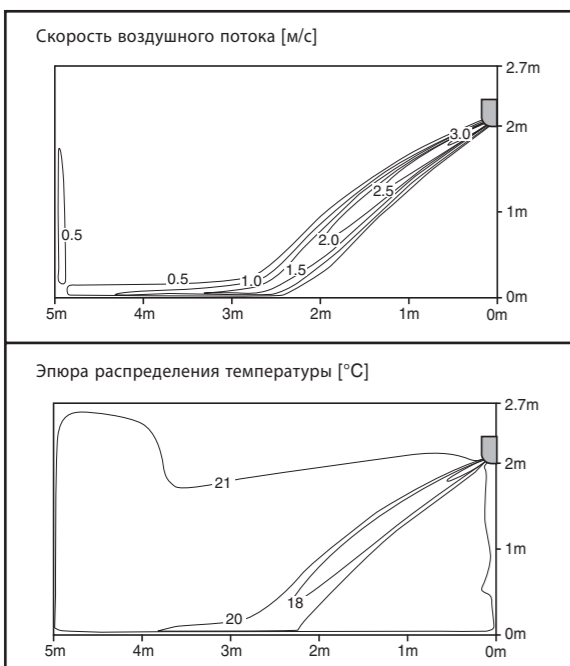 Скорость воздушного потока [м/с]
2.7m
2m
3.0
2.5
1m
0.5
2.0
0.5
1.0
1.5
0m
5m 4m 3m 2m 1m 0m
Эпюра распределения температуры [°C]
2.7m
2m
21
1m
18
20
0m
5m 4m 3m 2m 1m 0m